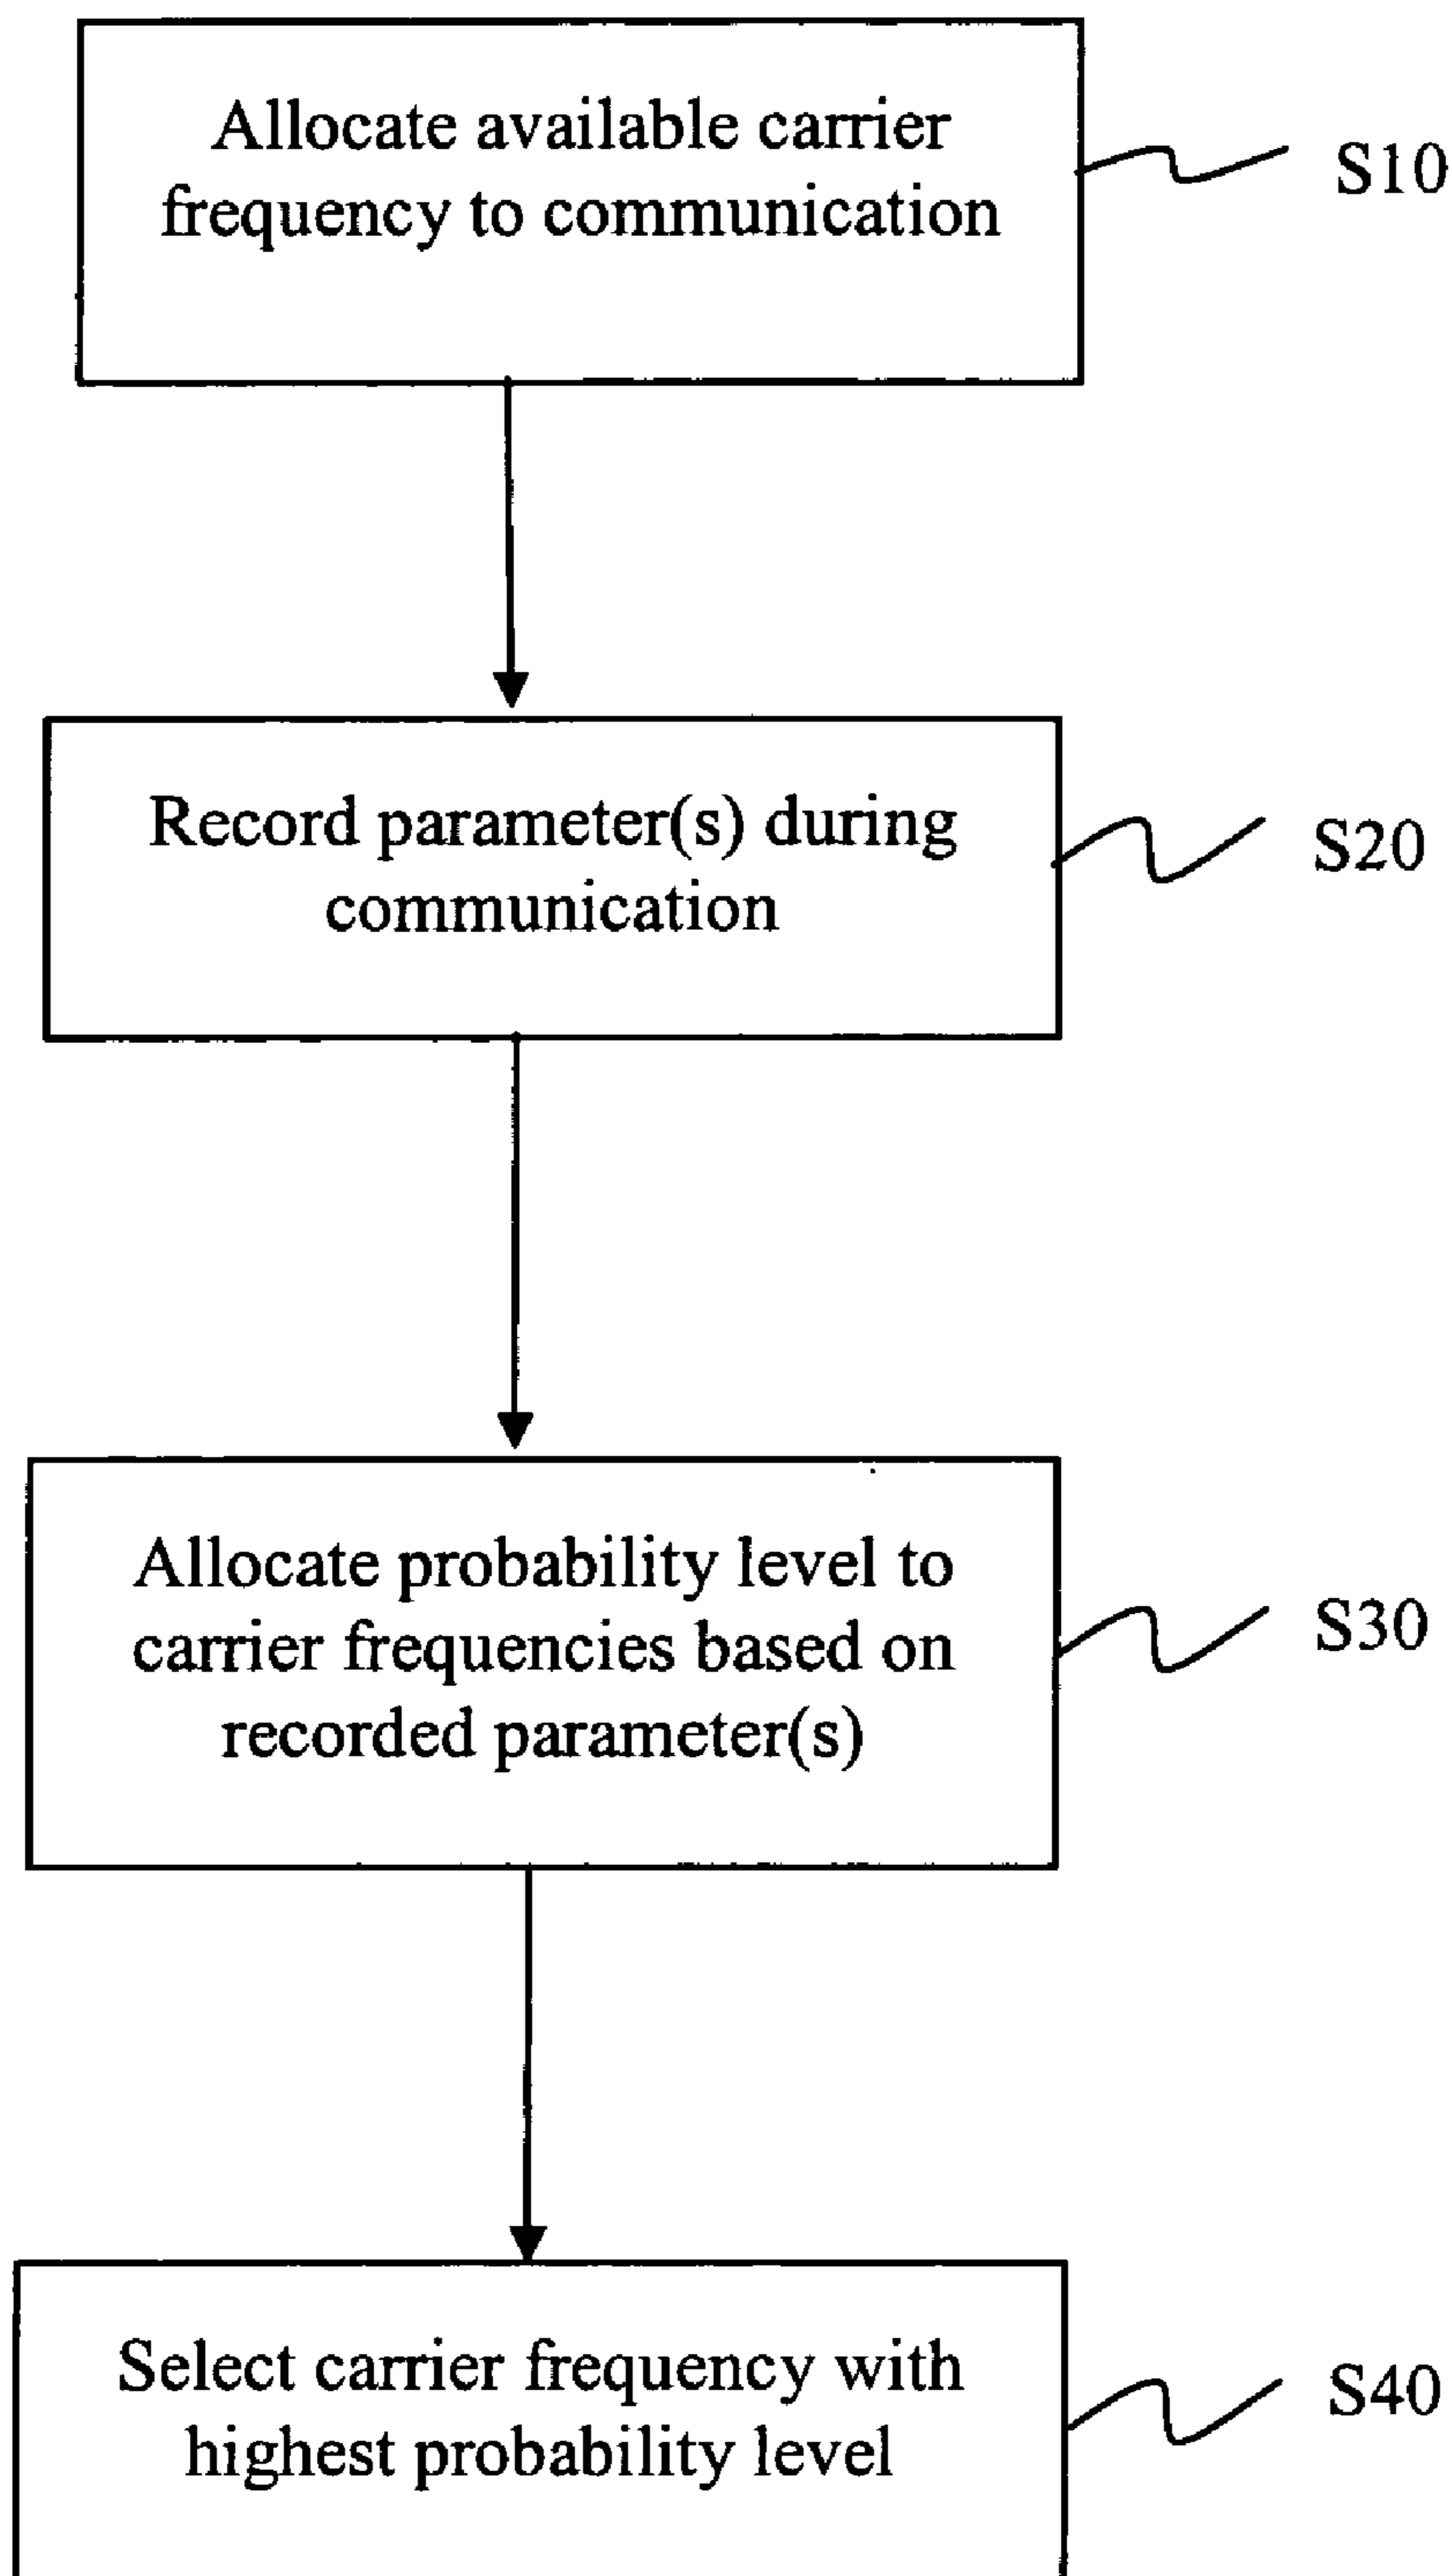 Allocate available carrier
frequency to communication
S10
Record parameter(s) during
communication
S20
Allocate probability level to
carrier frequencies based on
recorded parameter(s)
S30
Select carrier frequency with
highest probability level
S40